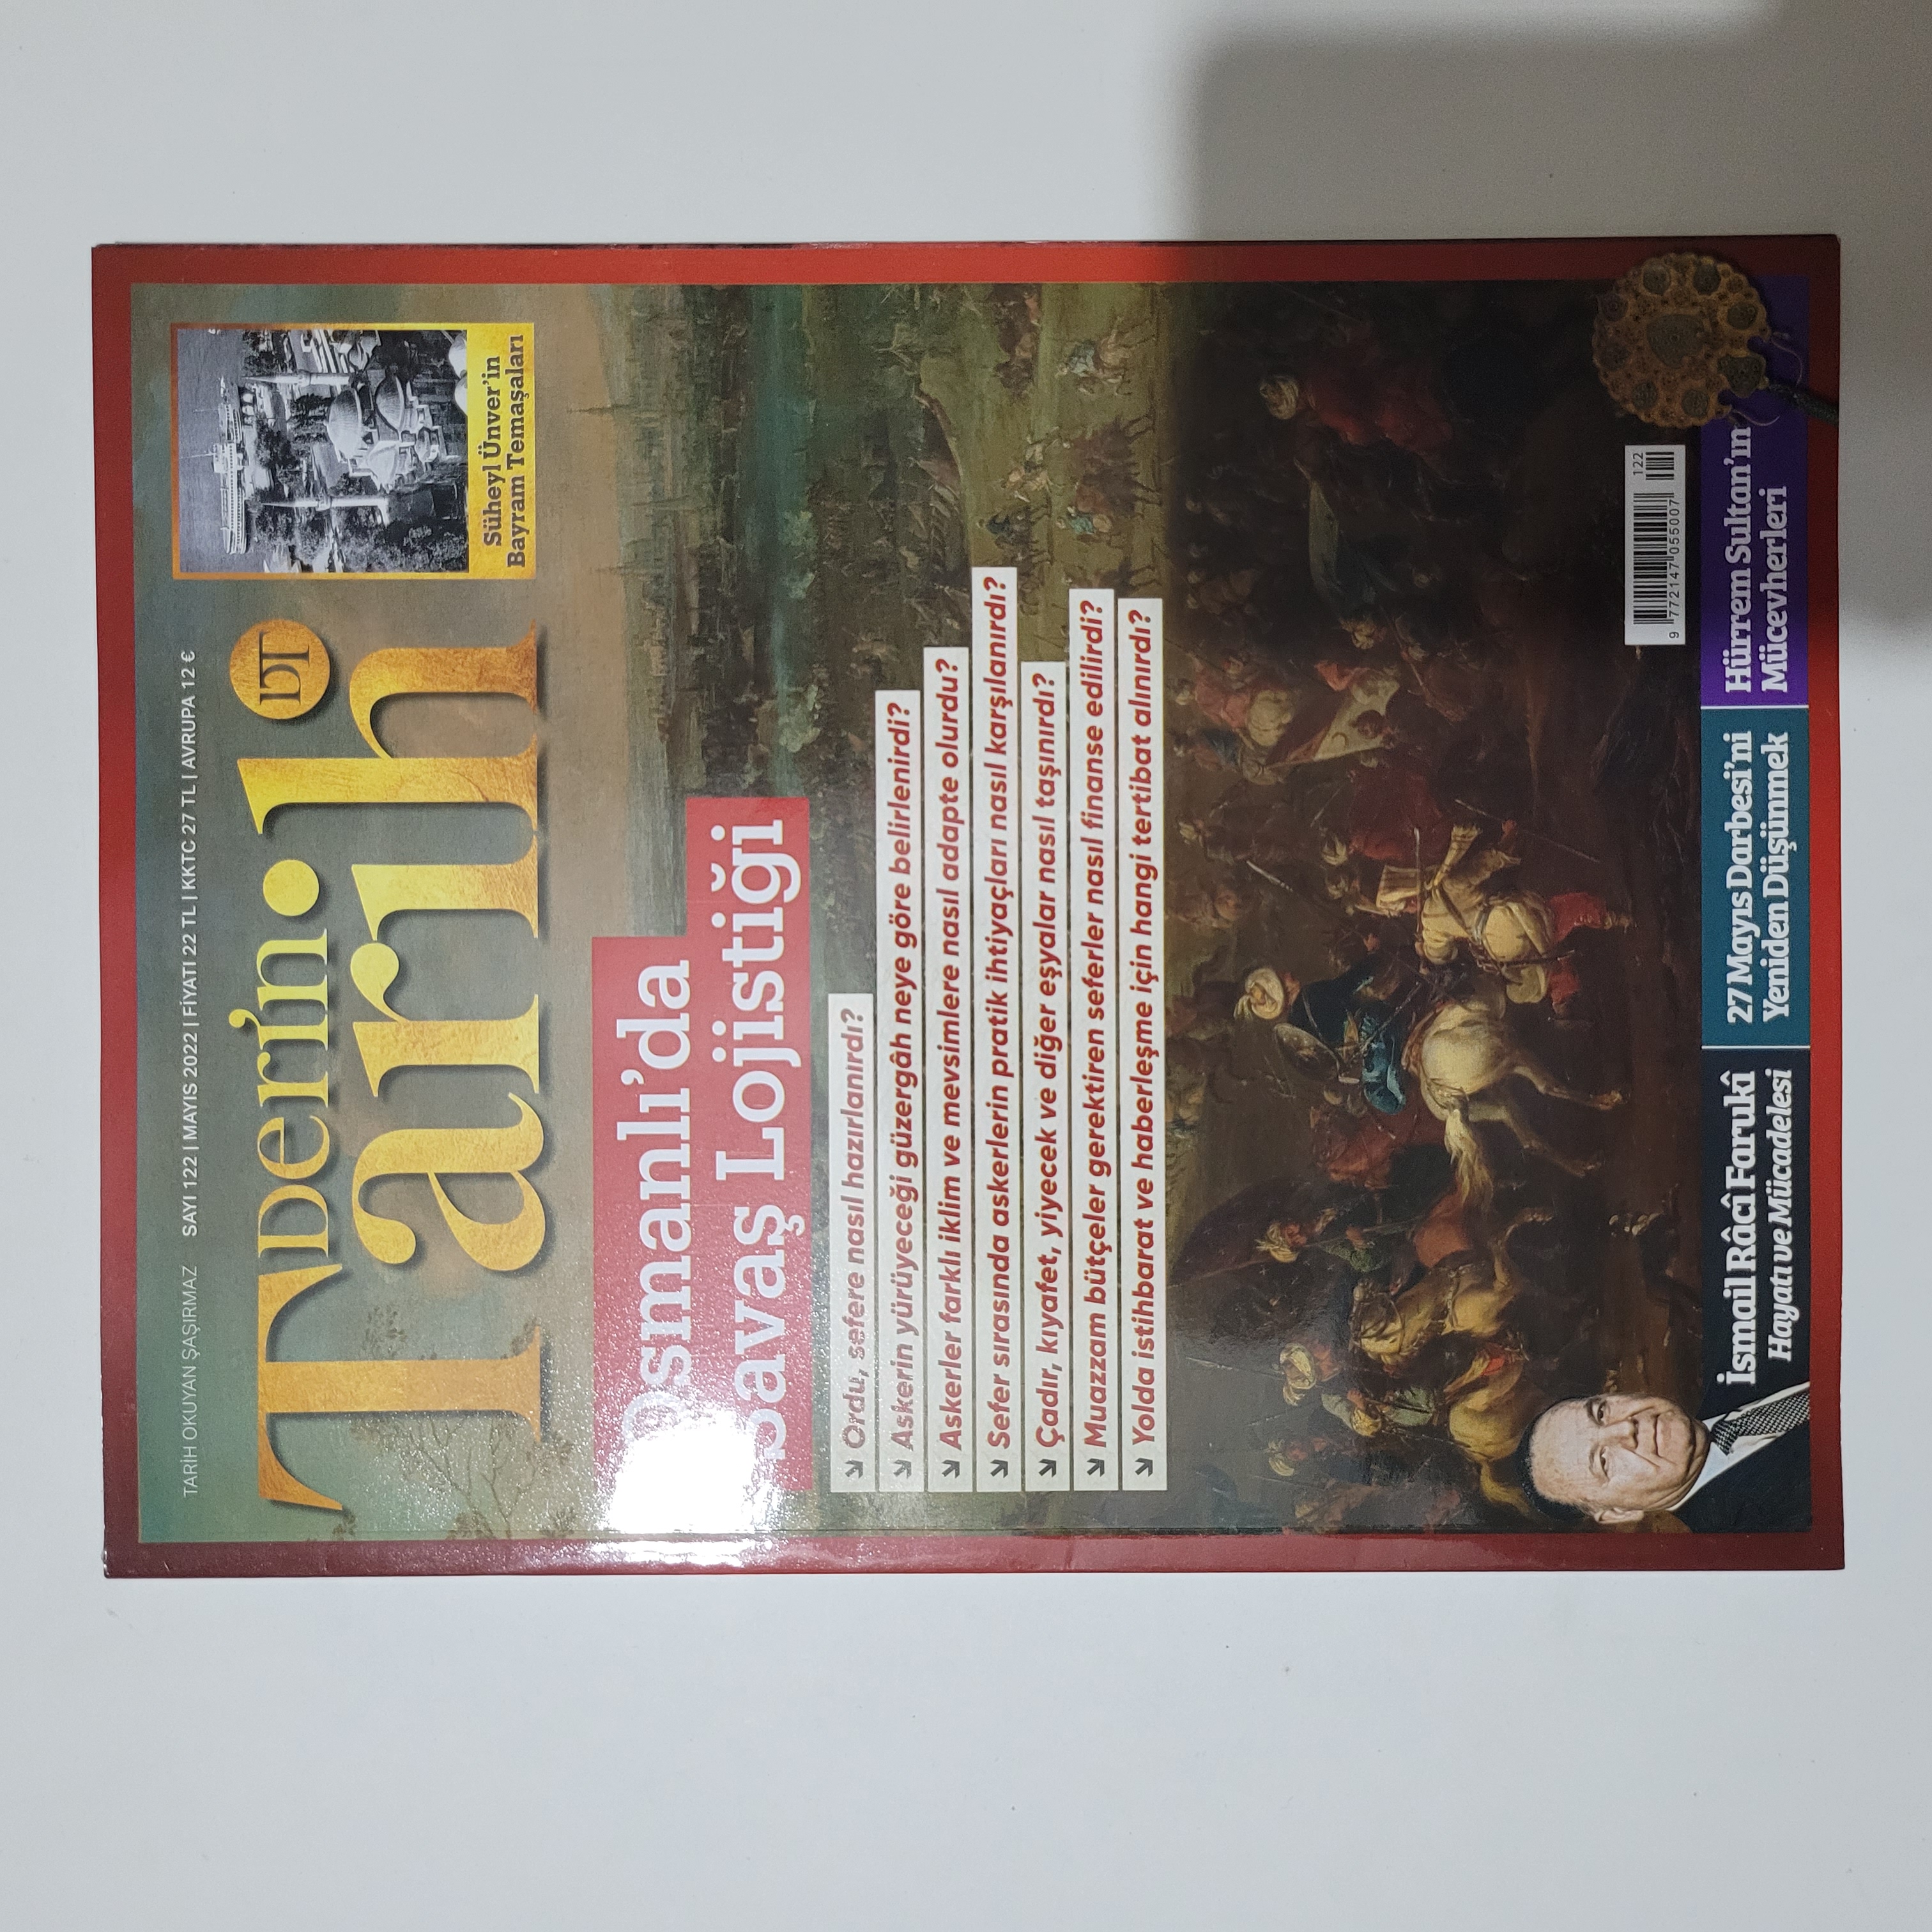 TARİH OKUYAN ŞAŞIRMAZ SAYI 122 | MAYIS 2022 | FİYATI 22 TL | KKTC 27 TL | AVRUPA 12 €
Derin
Tarih
DT
Süheyl Ünver'in
Bayram Temaşaları
Osmanlı'da
Savaş Lojistiği
Ordu, sefere nasıl hazırlanırdı?
Askerin yürüyeceği güzergâh neye göre belirlenirdi?
Askerler farklı iklim ve mevsimlere nasıl adapte olurdu?
Sefer sırasında askerlerin pratik ihtiyaçları nasıl karşılanırdı?
Çadır, kıyafet, yiyecek ve diğer eşyalar nasıl taşınırdı?
Muazzam bütçeler gerektiren seferler nasıl finanse edilirdi?
Yolda istihbarat ve haberleşme için hangi tertibat alınırdı?
122
9 772147 055007
İsmail Râcî Farukî
Hayatı ve Mücadelesi
27 Mayıs Darbesi'ni
Yeniden Düşünmek
Hürrem Sultan'ın
Mücevherleri